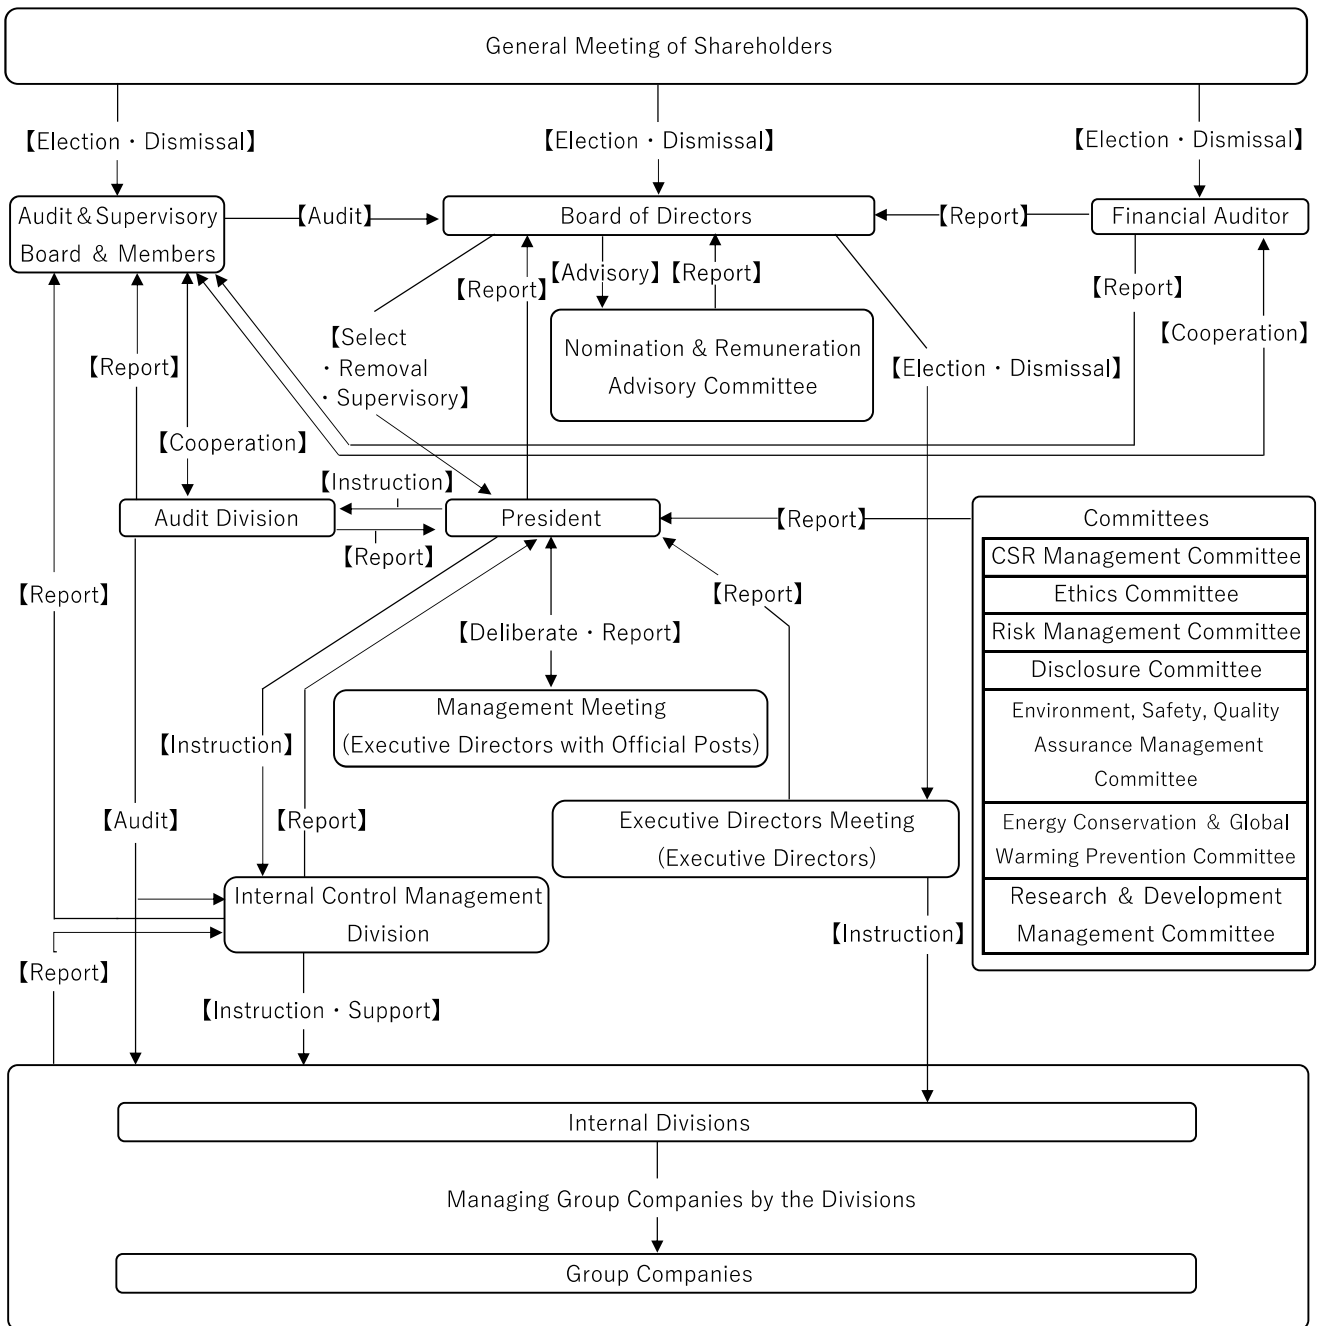 General Meeting of Shareholders
【Election・Dismissal】
【Election・Dismissal】
【Election・Dismissal】
Audit & Supervisory
Board & Members
【Audit】
Board of Directors
【Report】
Financial Auditor
【Report】
【Advisory】
【Report】
【Report】
【Cooperation】
【Select
・Removal
・Supervisory】
Nomination & Remuneration
Advisory Committee
【Election・Dismissal】
【Report】
【Cooperation】
【Instruction】
Audit Division
President
【Report】
【Report】
Committees
CSR Management Committee
Ethics Committee
Risk Management Committee
Disclosure Committee
Environment, Safety, Quality
Assurance Management
Committee
Energy Conservation & Global
Warming Prevention Committee
Research & Development
Management Committee
【Report】
【Report】
【Deliberate・Report】
Management Meeting
(Executive Directors with Official Posts)
【Instruction】
【Audit】
【Report】
Executive Directors Meeting
(Executive Directors)
Internal Control Management
Division
【Instruction】
【Report】
【Instruction・Support】
Internal Divisions
Managing Group Companies by the Divisions
Group Companies